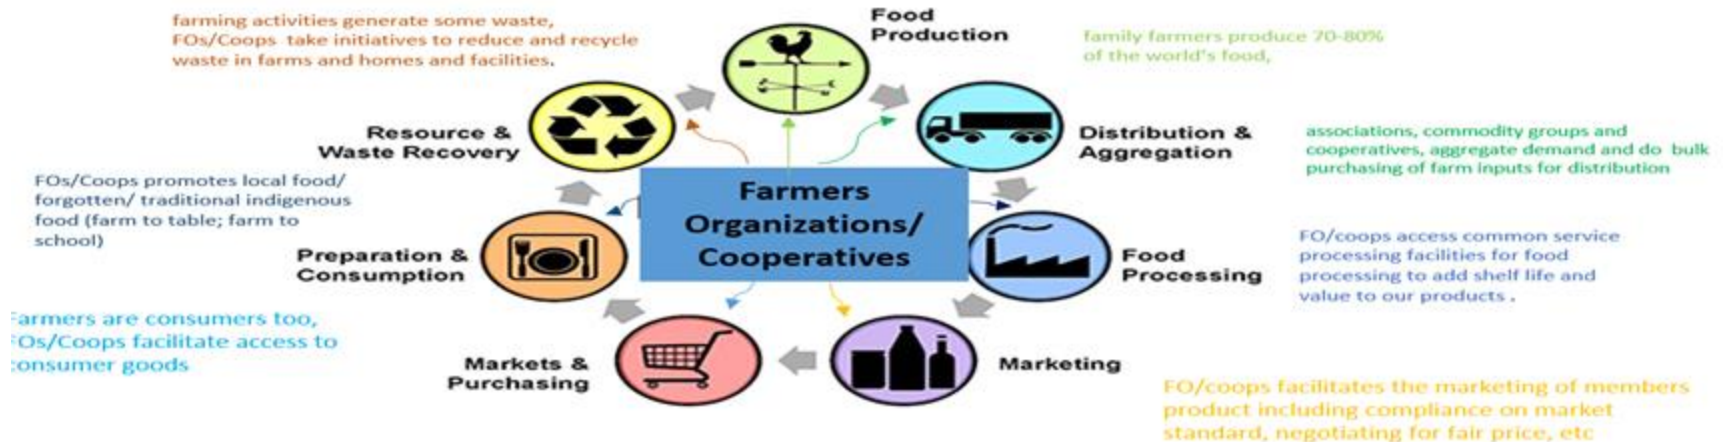 farming activities generate some waste,
FOs/Coops take initiatives to reduce and recycle
waste in farms and homes and facilities.
Food
Production
family farmers produce 70-80%
of the world's food,
Resource &
Waste Recovery
Distribution &
Aggregation
associations, commodity groups and
cooperatives, aggregate demand and do bulk
purchasing of farm inputs for distribution
FOs/Coops promotes local food/
forgotten/ traditional indigenous
food (farm to table; farm to
school)
Farmers
Organizations/
Cooperatives
Preparation &
Consumption
Food
Processing
FO/coops access common service
processing facilities for food
processing to add shelf life and
value to our products .
Farmers are consumers too,
FOs/Coops facilitate access to
consumer goods
Markets &
Purchasing
Marketing
FO/coops facilitates the marketing of members
product including compliance on market
standard, negotiating for fair price, etc